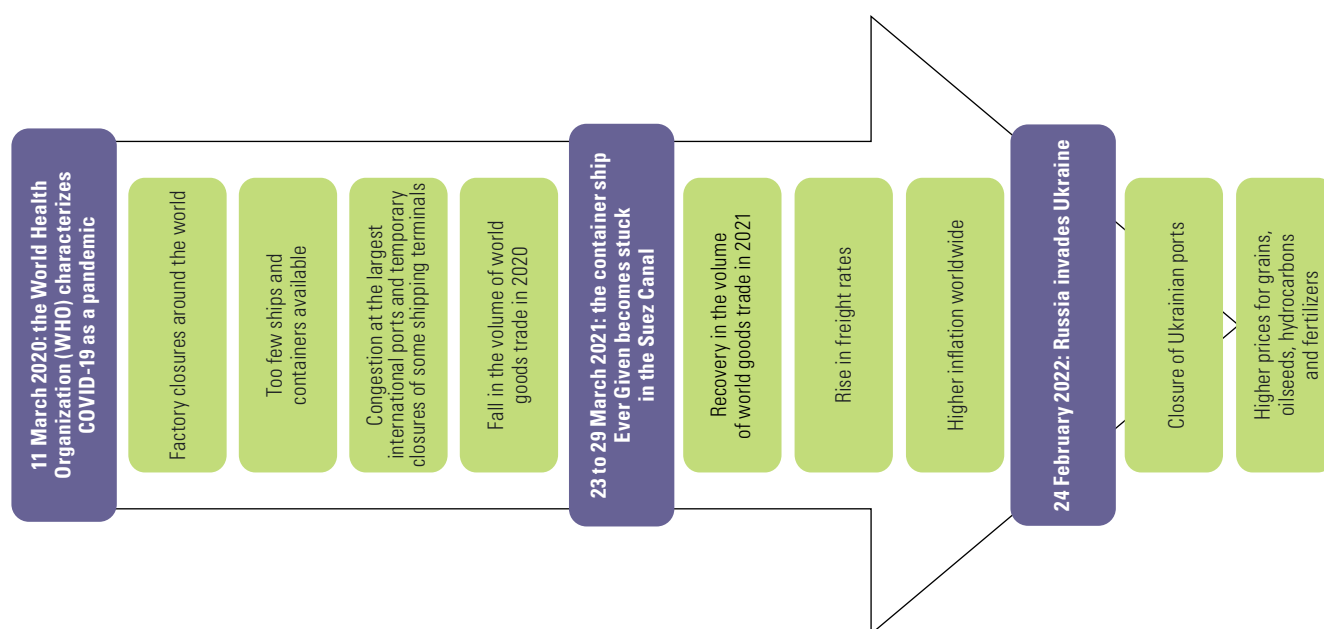 11 March 2020: the World Health
Organization (WHO) characterizes
COVID-19 as a pandemic
Factory closures around the world
Too few ships and
containers available
Congestion at the largest
international ports and temporary
closures of some shipping terminals
Fall in the volume of world
goods trade in 2020
23 to 29 March 2021: the container ship
Ever Given becomes stuck
in the Suez Canal
Recovery in the volume
of world goods trade in 2021
Rise in freight rates
Higher inflation worldwide
24 February 2022: Russia invades Ukraine
Closure of Ukrainian ports
Higher prices for grains,
oilseeds, hydrocarbons
and fertilizers